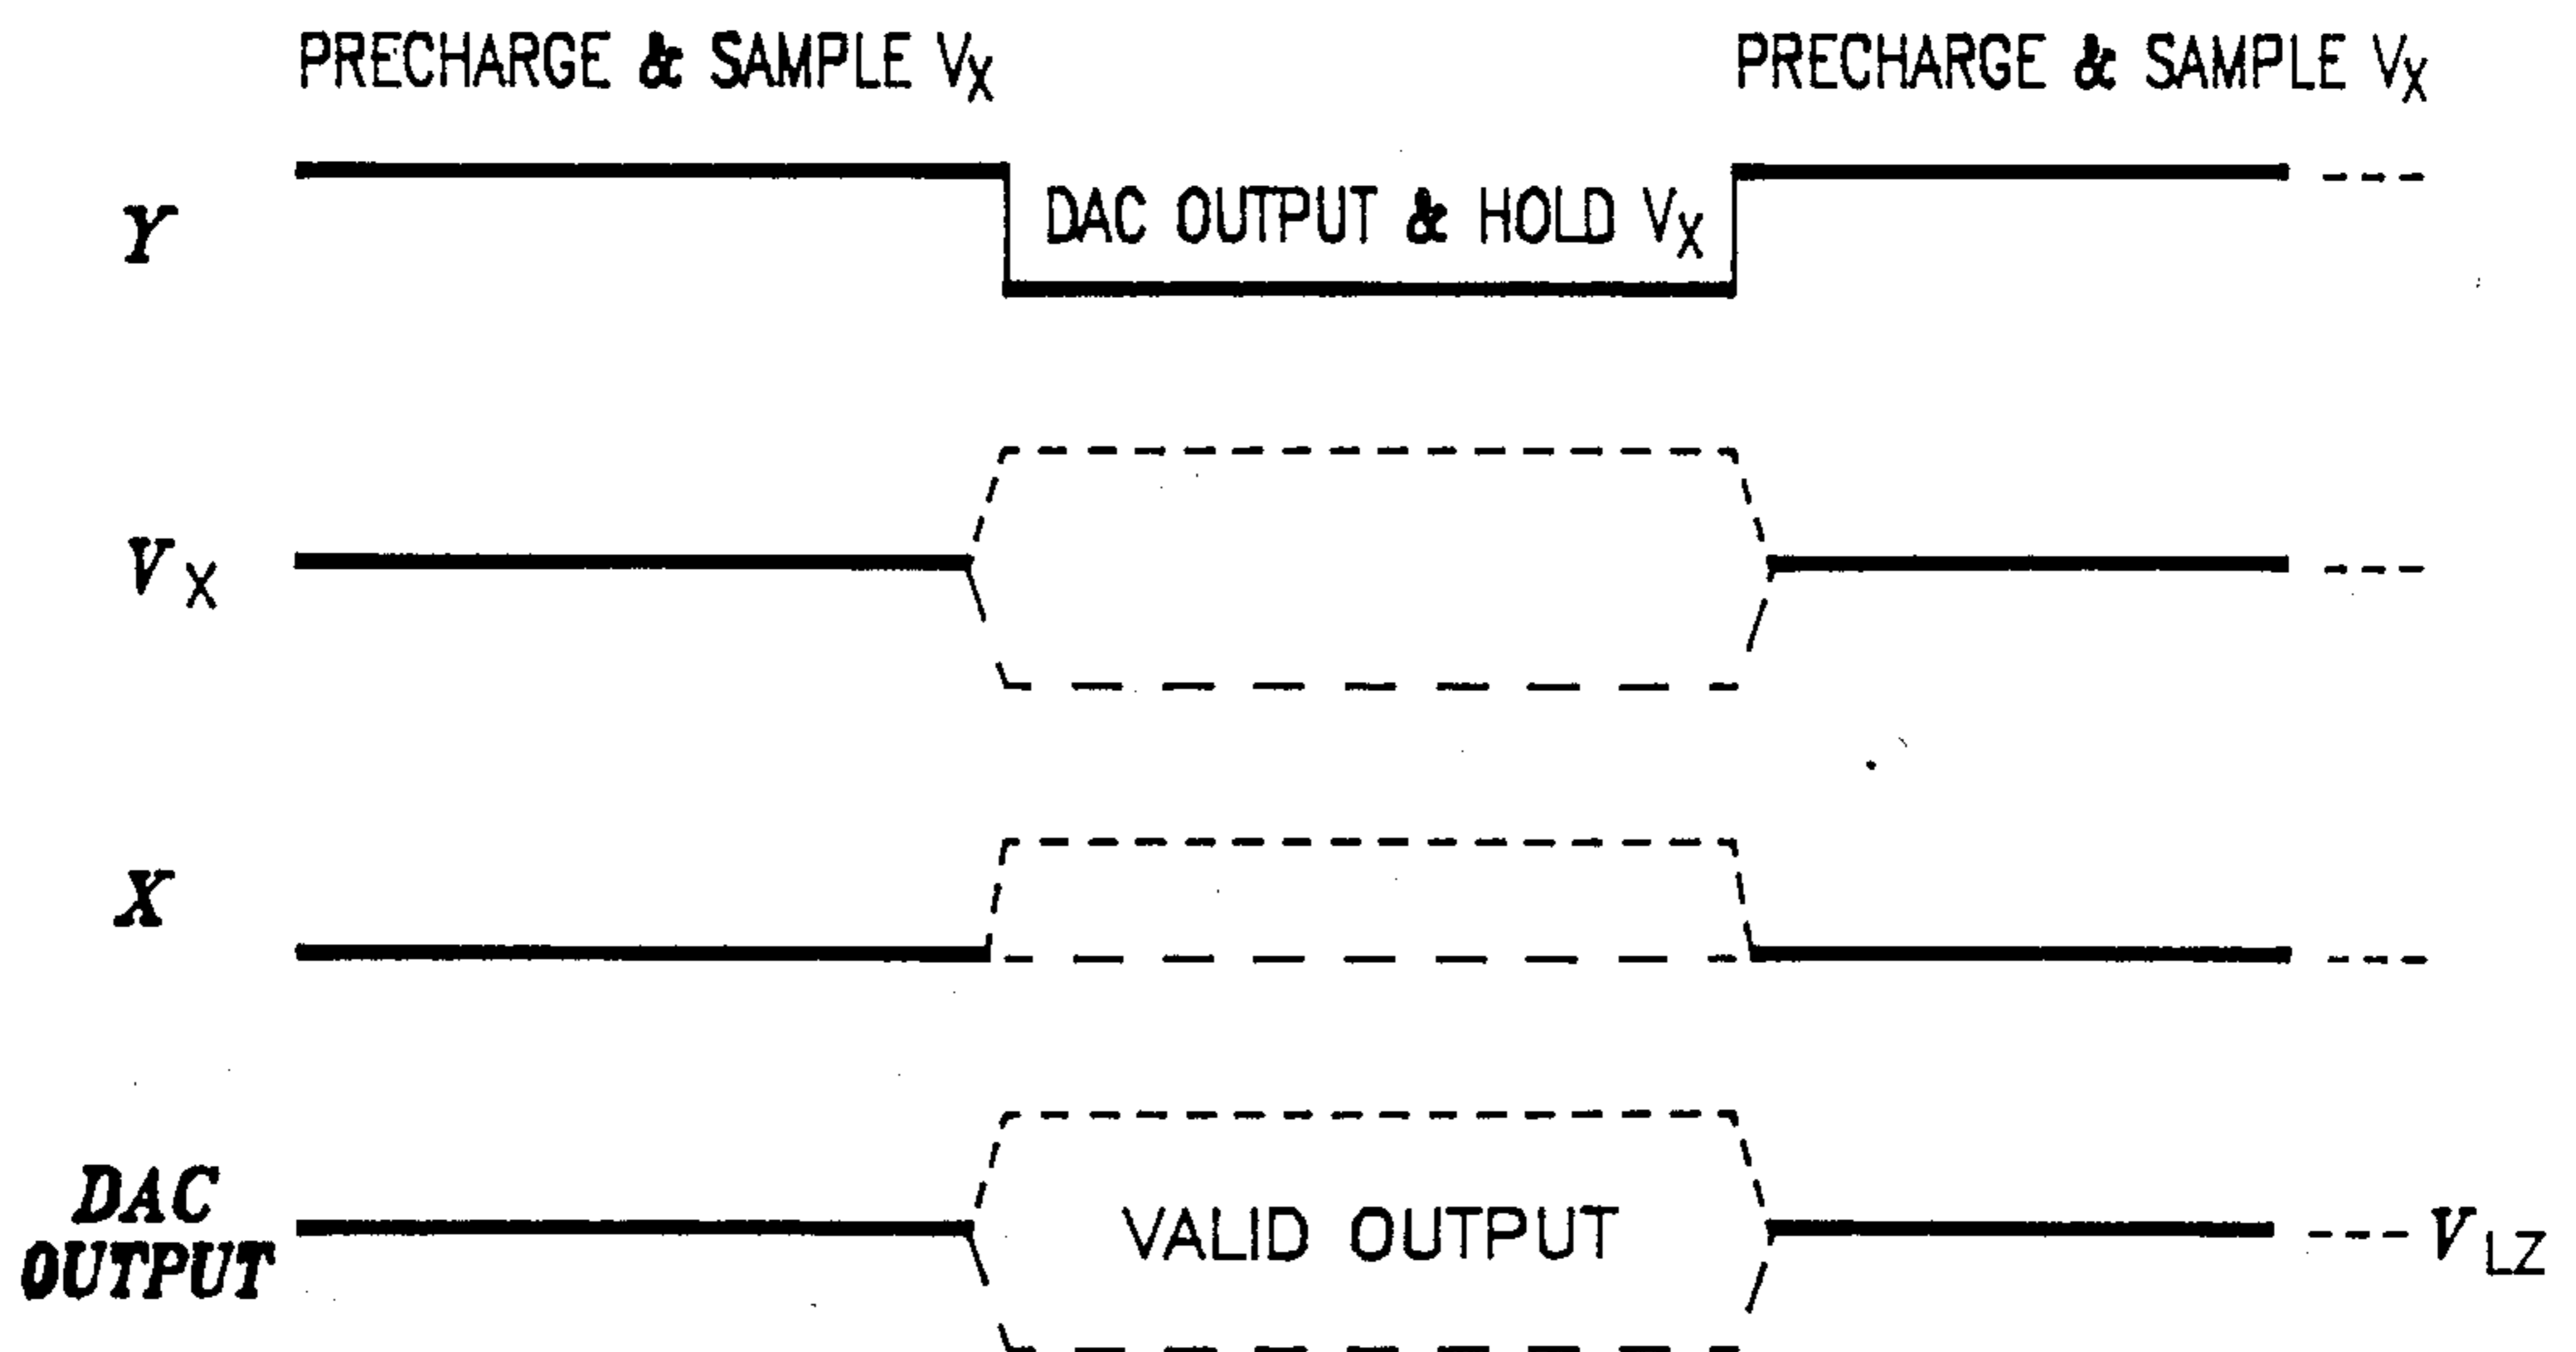 PRECHARGE & SAMPLE VX
PRECHARGE & SAMPLE VX
Y
DAC OUTPUT & HOLD VX
VX
X
DAC
OUTPUT
VALID OUTPUT
VLZ